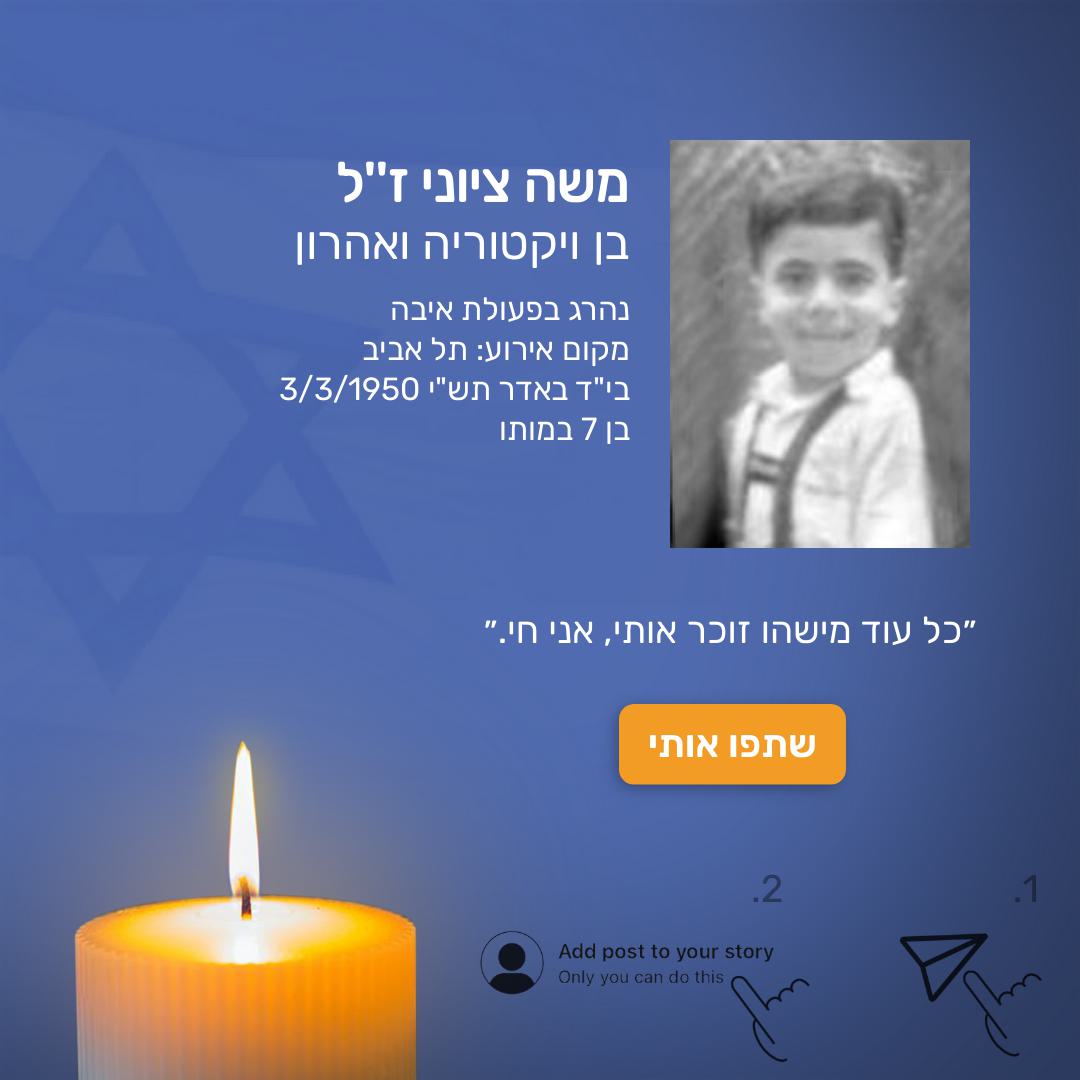 משה ציוני ז"ל
בן ויקטוריה ואהרון
נהרג בפעולת איבה
מקום אירוע: תל אביב
בי"ד באדר תש"י 3/3/1950
בן 7 במותו
״כל עוד מישהו זוכר אותי, אני חי.״
שתפו אותי
1.
2.
Add post to your story
Only you can do this